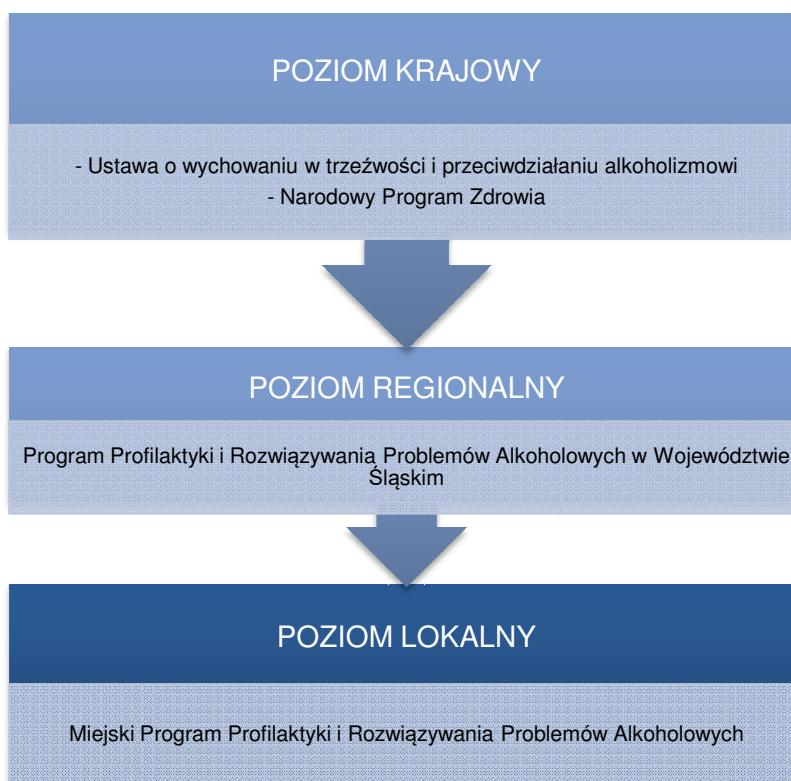 POZIOM KRAJOWY
- Ustawa o wychowaniu w trzeźwości i przeciwdziałaniu alkoholizmowi
- Narodowy Program Zdrowia
POZIOM REGIONALNY
Program Profilaktyki i Rozwiązywania Problemów Alkoholowych w Województwie
Śląskim
POZIOM LOKALNY
Miejski Program Profilaktyki i Rozwiązywania Problemów Alkoholowych